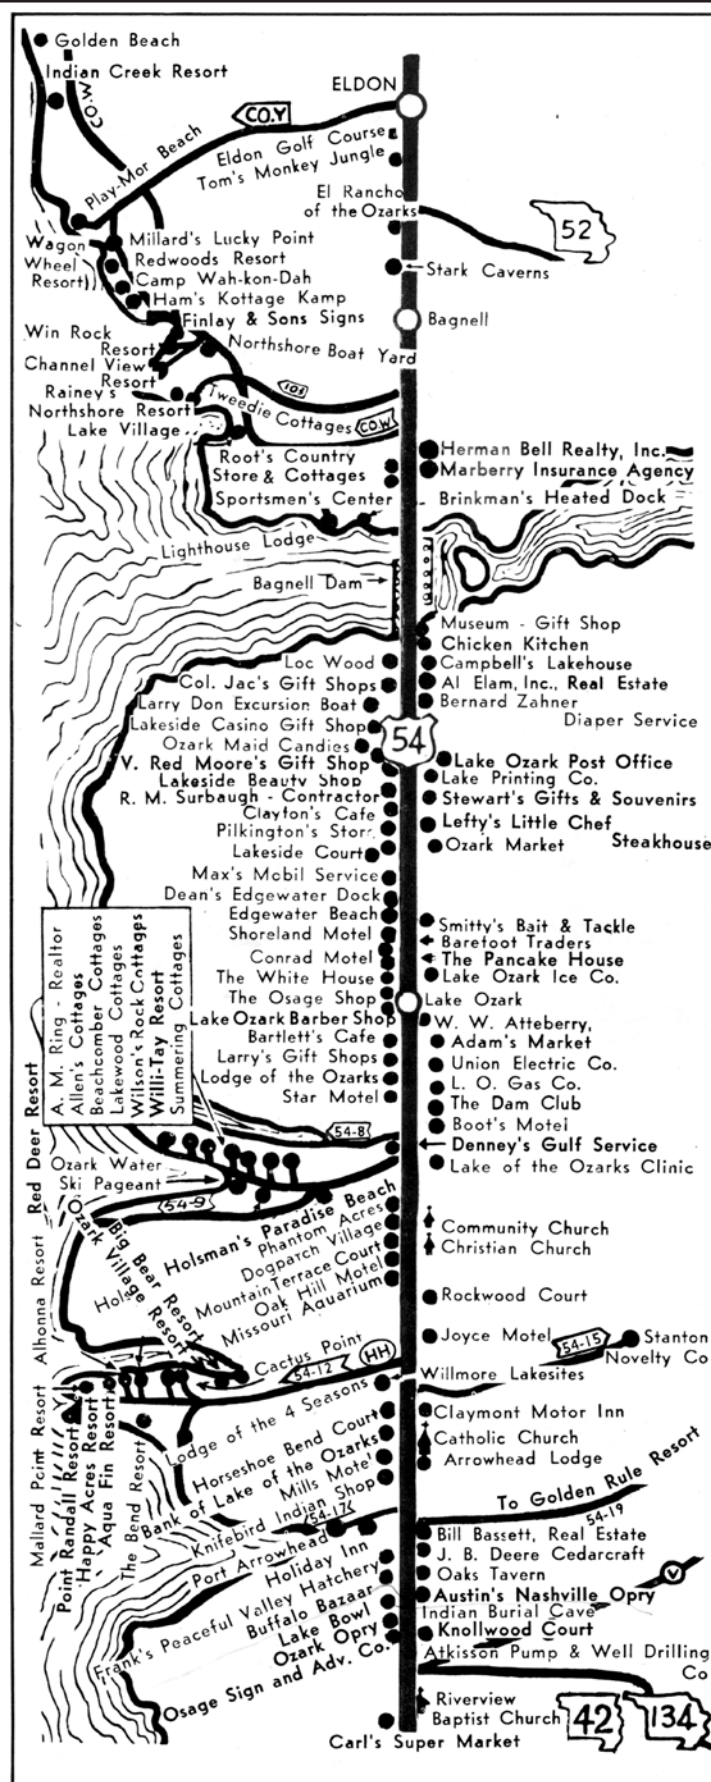 Golden Beach
Indian Creek Resort
CO.W
ELDON
CO.Y
Play-Mor Beach
Eldon Golf Course
Tom's Monkey Jungle
El Rancho
of the Ozarks
52
Wagon
Wheel
Resort
Millard's Lucky Point
Redwoods Resort
Camp Wah-kon-Dah
Ham's Kottage Kamp
Stark Caverns
Finlay & Sons Signs
Bagnell
Win Rock
Resort
Northshore Boat Yard
Channel View
Resort
Rainey's
Northshore Resort
Lake Village
Tweedie Cottages
CO.W
Root's Country
Store & Cottages
Sportsmen's Center
Herman Bell Realty, Inc.
Marberry Insurance Agency
Brinkman's Heated Dock
Lighthouse Lodge
Bagnell Dam
Museum - Gift Shop
Chicken Kitchen
Loc Wood
Campbell's Lakehouse
Col. Jac's Gift Shops
Al Elam, Inc., Real Estate
Larry Don Excursion Boat
Bernard Zahner
Diaper Service
Lakeside Casino Gift Shop
54
Ozark Maid Candies
V. Red Moore's Gift Shop
Lake Ozark Post Office
Lakeside Beauty Shop
Lake Printing Co.
R. M. Surbaugh - Contractor
Stewart's Gifts & Souvenirs
Clayton's Cafe
Pilkington's Store
Lefty's Little Chef
Steakhouse
Lakeside Court
Ozark Market
Max's Mobil Service
Dean's Edgewater Dock
Edgewater Beach
Smitty's Bait & Tackle
Shoreland Motel
Barefoot Traders
Conrad Motel
The Pancake House
The White House
Lake Ozark Ice Co.
The Osage Shop
Lake Ozark
Lake Ozark Barber Shop
W. W. Atteberry,
Bartlett's Cafe
Adam's Market
Larry's Gift Shops
Union Electric Co.
Lodge of the Ozarks
L. O. Gas Co.
Star Motel
The Dam Club
Boot's Motel
A. M. Ring - Realtor
Allen's Cottages
Beachcomber Cottages
Lakewood Cottages
Wilson's Rock Cottages
Willi-Tay Resort
Summering Cottages
54-8
Denney's Gulf Service
Lake of the Ozarks Clinic
Red Deer Resort
Ozark Water
Ski Pageant
54-9
Holsman's Paradise Beach
Phantom Acres
Dogparch Village
Mountain Terrace Court
Oak Hill Motel
Missouri Aquarium
Community Church
Christian Church
Rockwood Court
Big Bear Resort
Ozark Village Resort
Hols
Alhonna Resort
Joyce Motel
54-15
Stanton
Novelty Co
Cactus Point
54-12
HH
Willmore Lakesites
Lodge of the 4 Seasons
Claymont Motor Inn
Horseshoe Bend Court
Catholic Church
Bank of Lake of the Ozarks
Arrowhead Lodge
Mills Motel
Knifebird Indian Shop
Mallard Point Resort
Point Randall Resort
Happy Acres Resort
Aqua Fin Resort
The Bend Resort
To Golden Rule Resort
54-19
54-17
Port Arrowhead
Holiday Inn
Frank's Peaceful Valley Hatchery
Buffalo Bazaar
Lake Bowl
Ozark Opry
Osage Sign and Adv. Co.
Bill Bassett, Real Estate
J. B. Deere Cedarcraft
Oaks Tavern
V
Austin's Nashville Opry
Indian Burial Cave
Knollwood Court
Atkisson Pump & Well Drilling
Co
Riverview
Baptist Church
42
134
Carl's Super Market